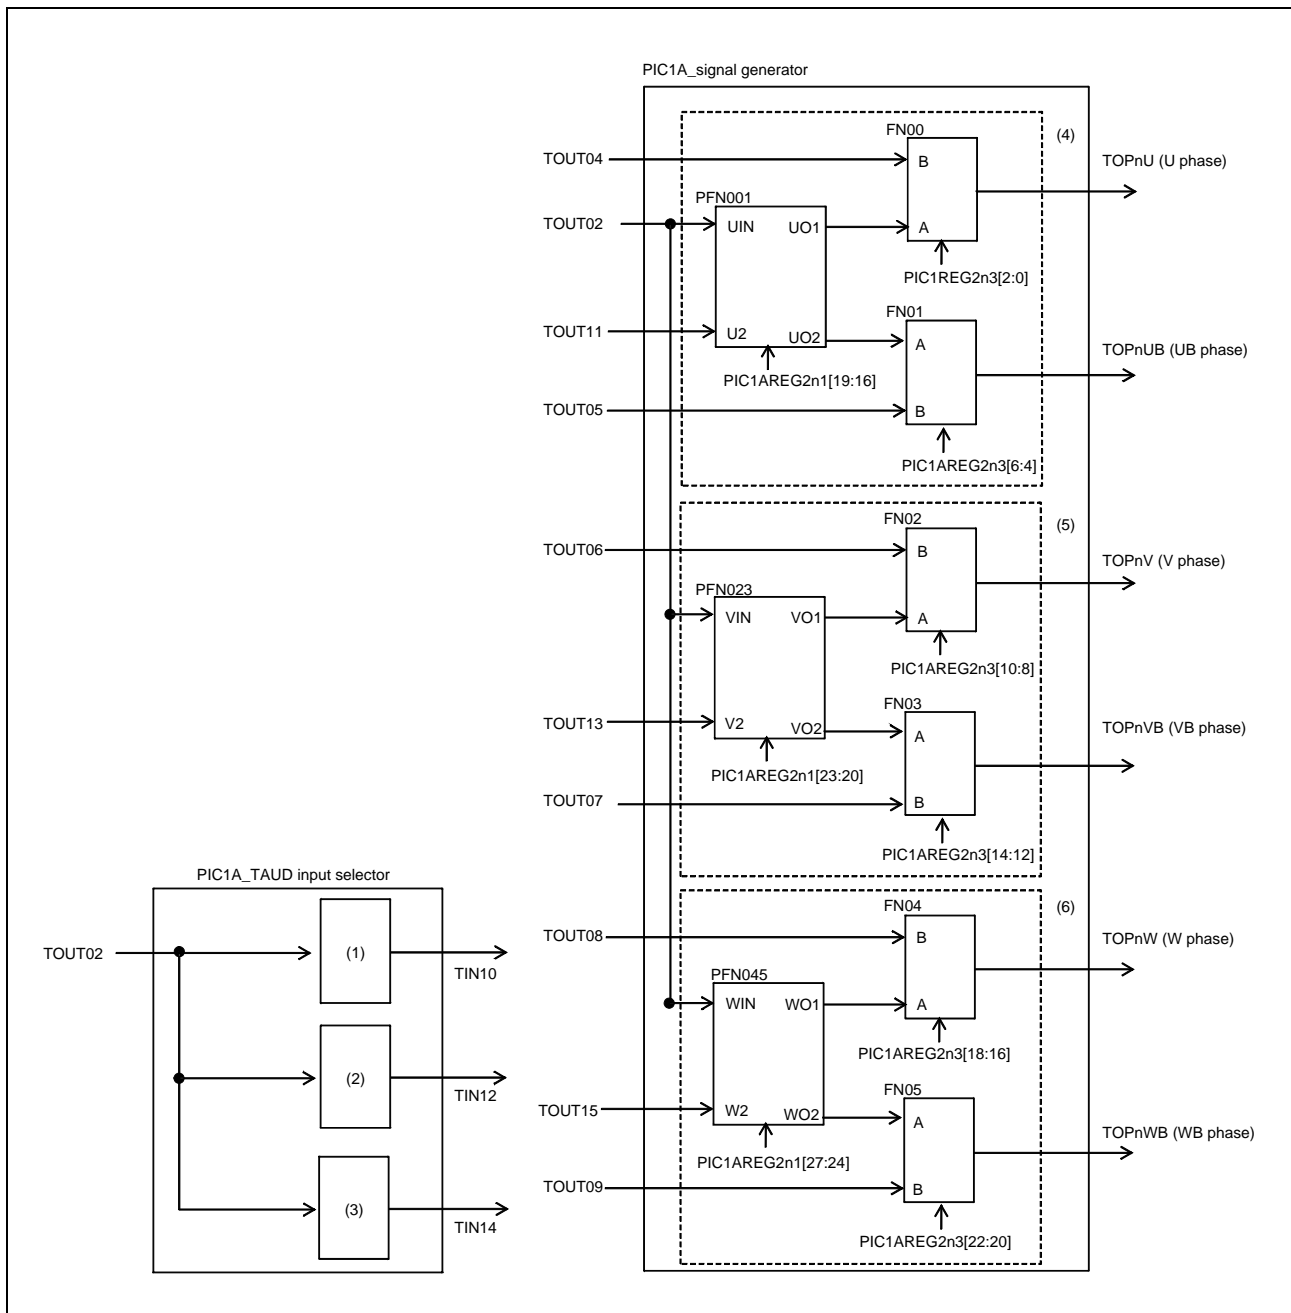 PIC1A_signal generator
FN00
(4)
TOUT04
B
TOPnU (U phase)
PFN001
TOUT02
UIN
UO1
A
PIC1REG2n3[2:0]
FN01
TOUT11
U2
UO2
A
TOPnUB (UB phase)
PIC1AREG2n1[19:16]
TOUT05
B
PIC1AREG2n3[6:4]
FN02
(5)
TOUT06
B
TOPnV (V phase)
PFN023
VIN
VO1
A
PIC1AREG2n3[10:8]
FN03
TOUT13
V2
VO2
A
TOPnVB (VB phase)
PIC1AREG2n1[23:20]
TOUT07
B
PIC1AREG2n3[14:12]
PIC1A_TAUD input selector
FN04
(6)
TOUT08
B
TOPnW (W phase)
TOUT02
(1)
TIN10
PFN045
WIN
WO1
A
PIC1AREG2n3[18:16]
(2)
TIN12
FN05
TOUT15
W2
WO2
A
TOPnWB (WB phase)
PIC1AREG2n1[27:24]
TOUT09
B
(3)
TIN14
PIC1AREG2n3[22:20]